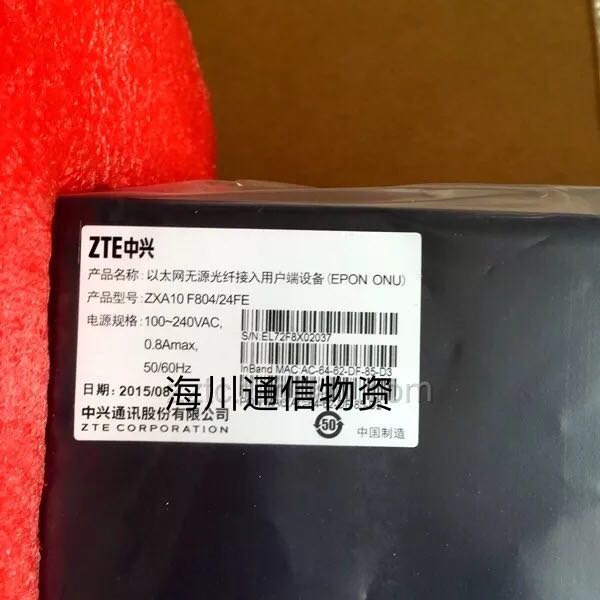 ZTE中兴
产品名称: 以太网无源光纤接入用户端设备(EPON ONU)
产品型号: ZXA10 F804/24FE
电源规格: 100~240VAC,
0.8Amax,
50/60Hz
S/N:EL72F8X02037
InBand MAC:AC-64-62-DF-85-D3
日期: 2015/08
海川通信物资
中兴通讯股份有限公司
ZTE CORPORATION
50
中国制造